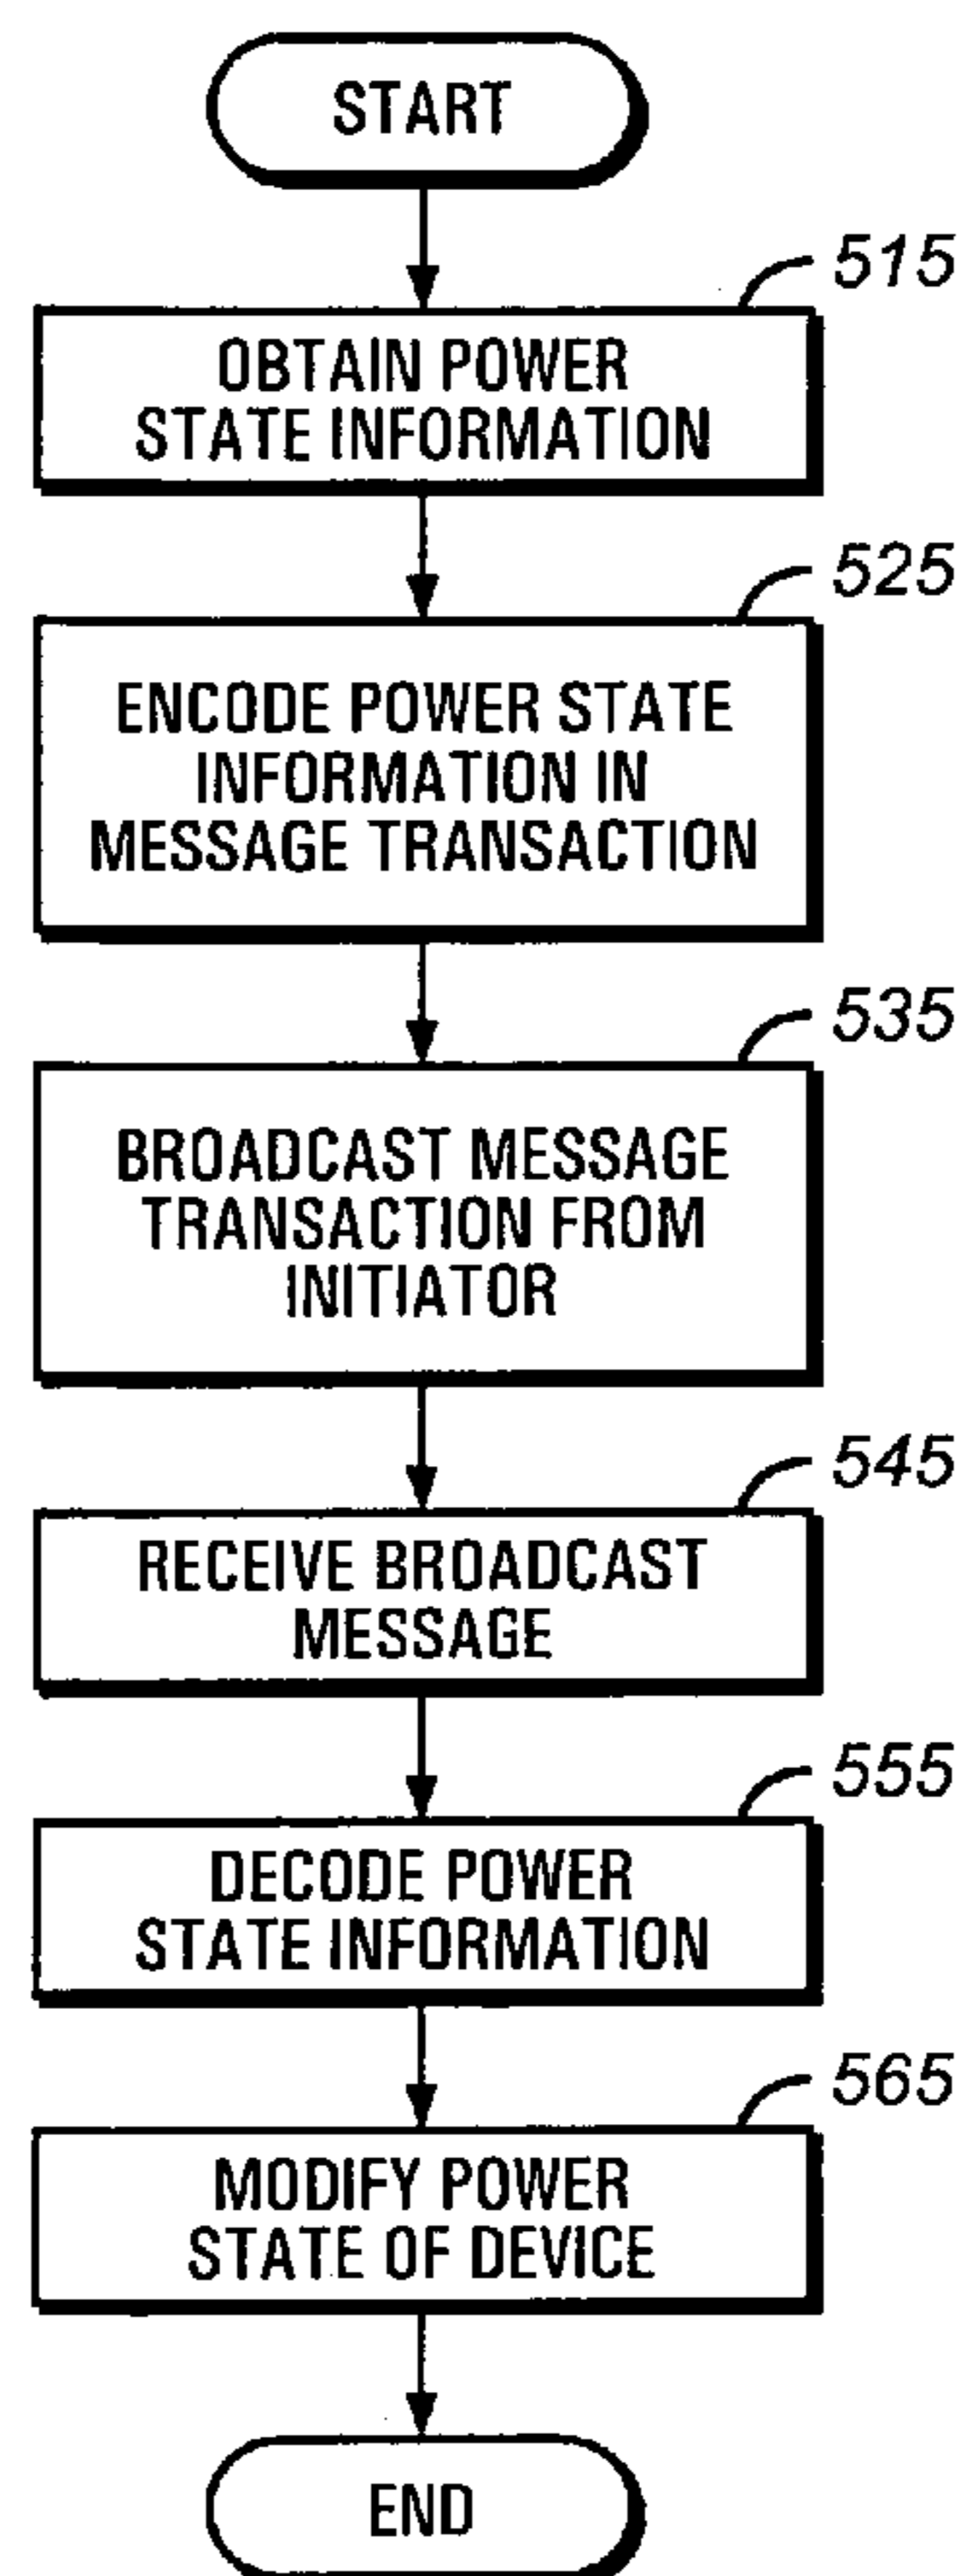 START
515
OBTAIN POWER
STATE INFORMATION
525
ENCODE POWER STATE
INFORMATION IN
MESSAGE TRANSACTION
535
BROADCAST MESSAGE
TRANSACTION FROM
INITIATOR
545
RECEIVE BROADCAST
MESSAGE
555
DECODE POWER
STATE INFORMATION
565
MODIFY POWER
STATE OF DEVICE
END